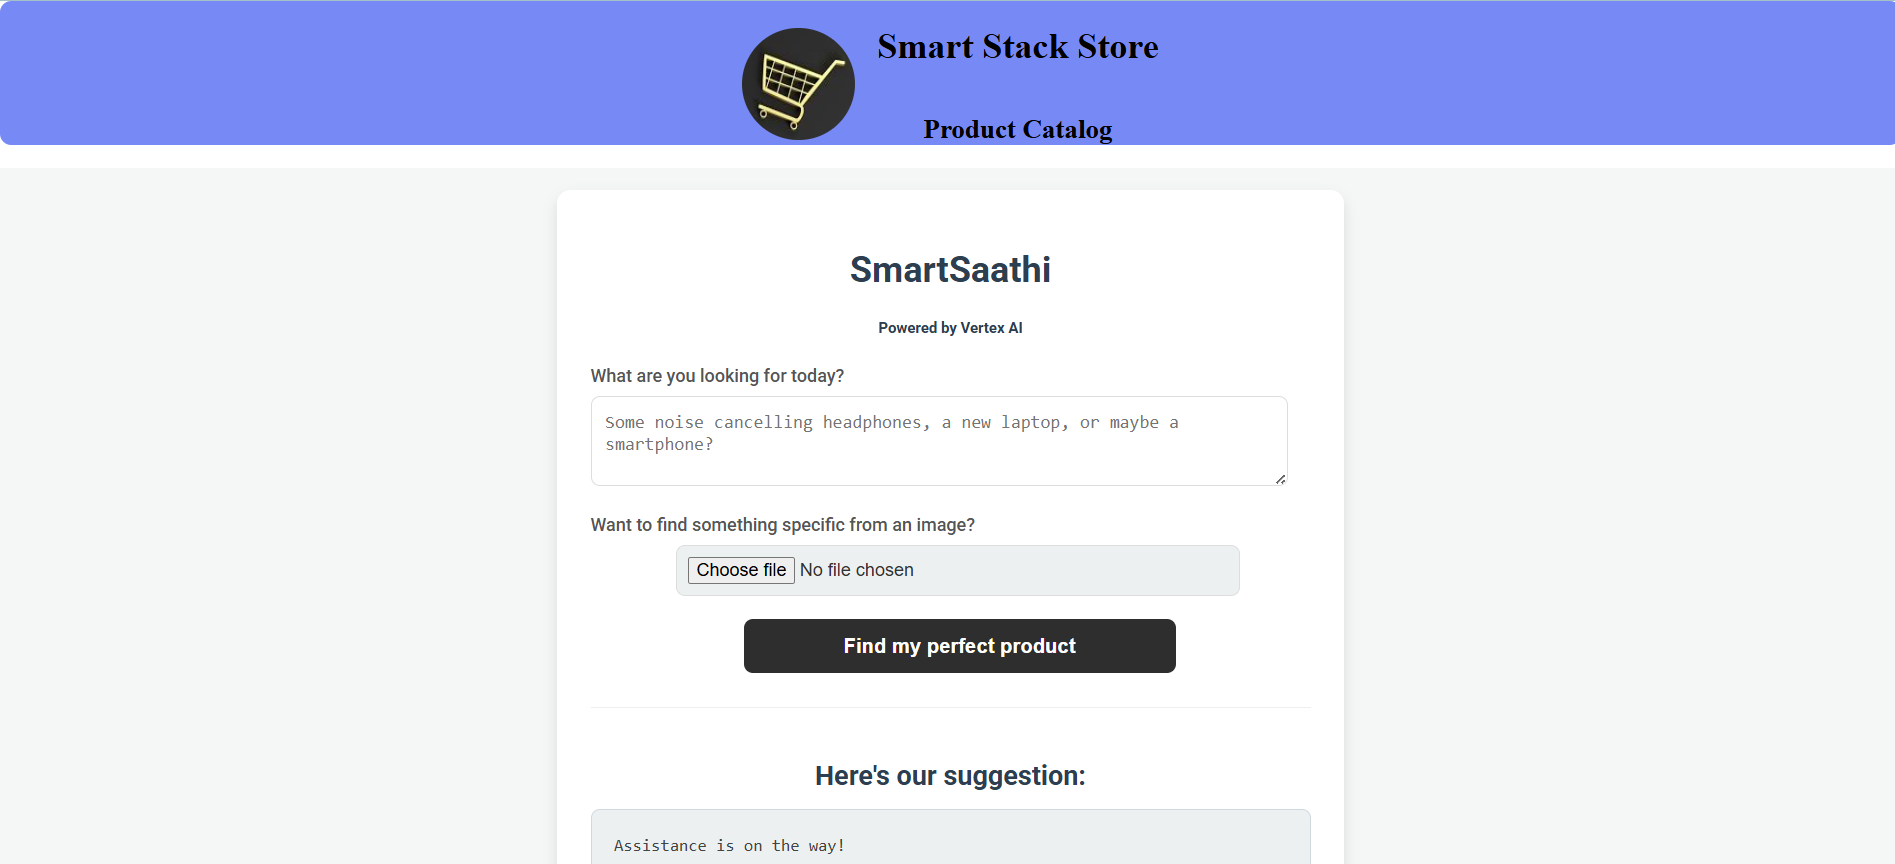 Smart Stack Store
Product Catalog
SmartSaathi
Powered by Vertex AI
What are you looking for today?
Some noise cancelling headphones, a new laptop, or maybe a
smartphone?
Want to find something specific from an image?
Choose file No file chosen
Find my perfect product
Here's our suggestion:
Assistance is on the way!